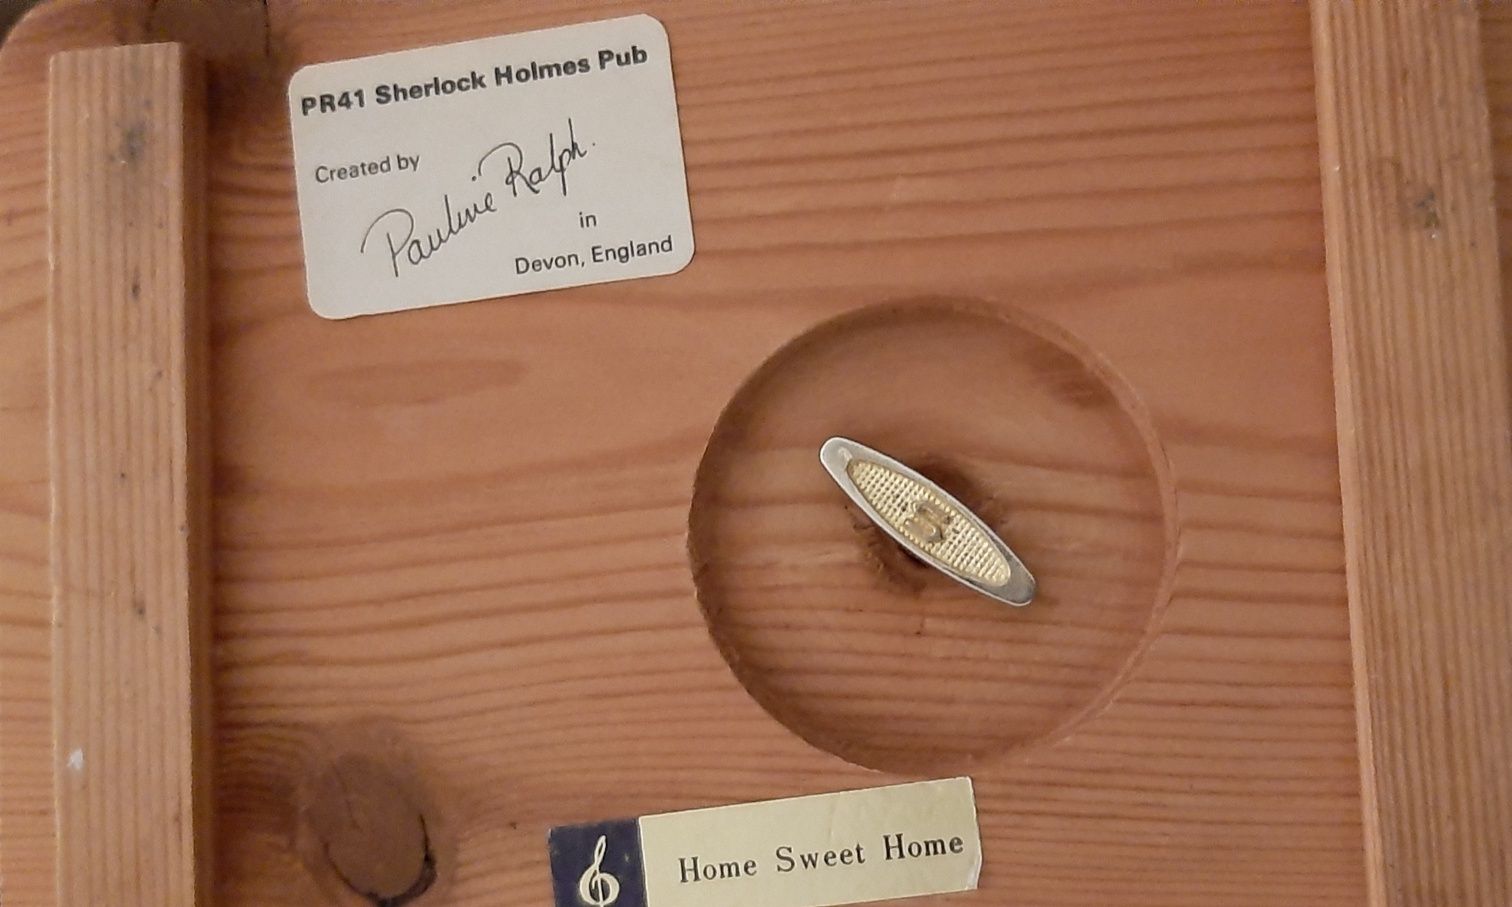 PR41 Sherlock Holmes Pub
Created by
Pauline Ralph.
in
Devon, England
Home Sweet Home